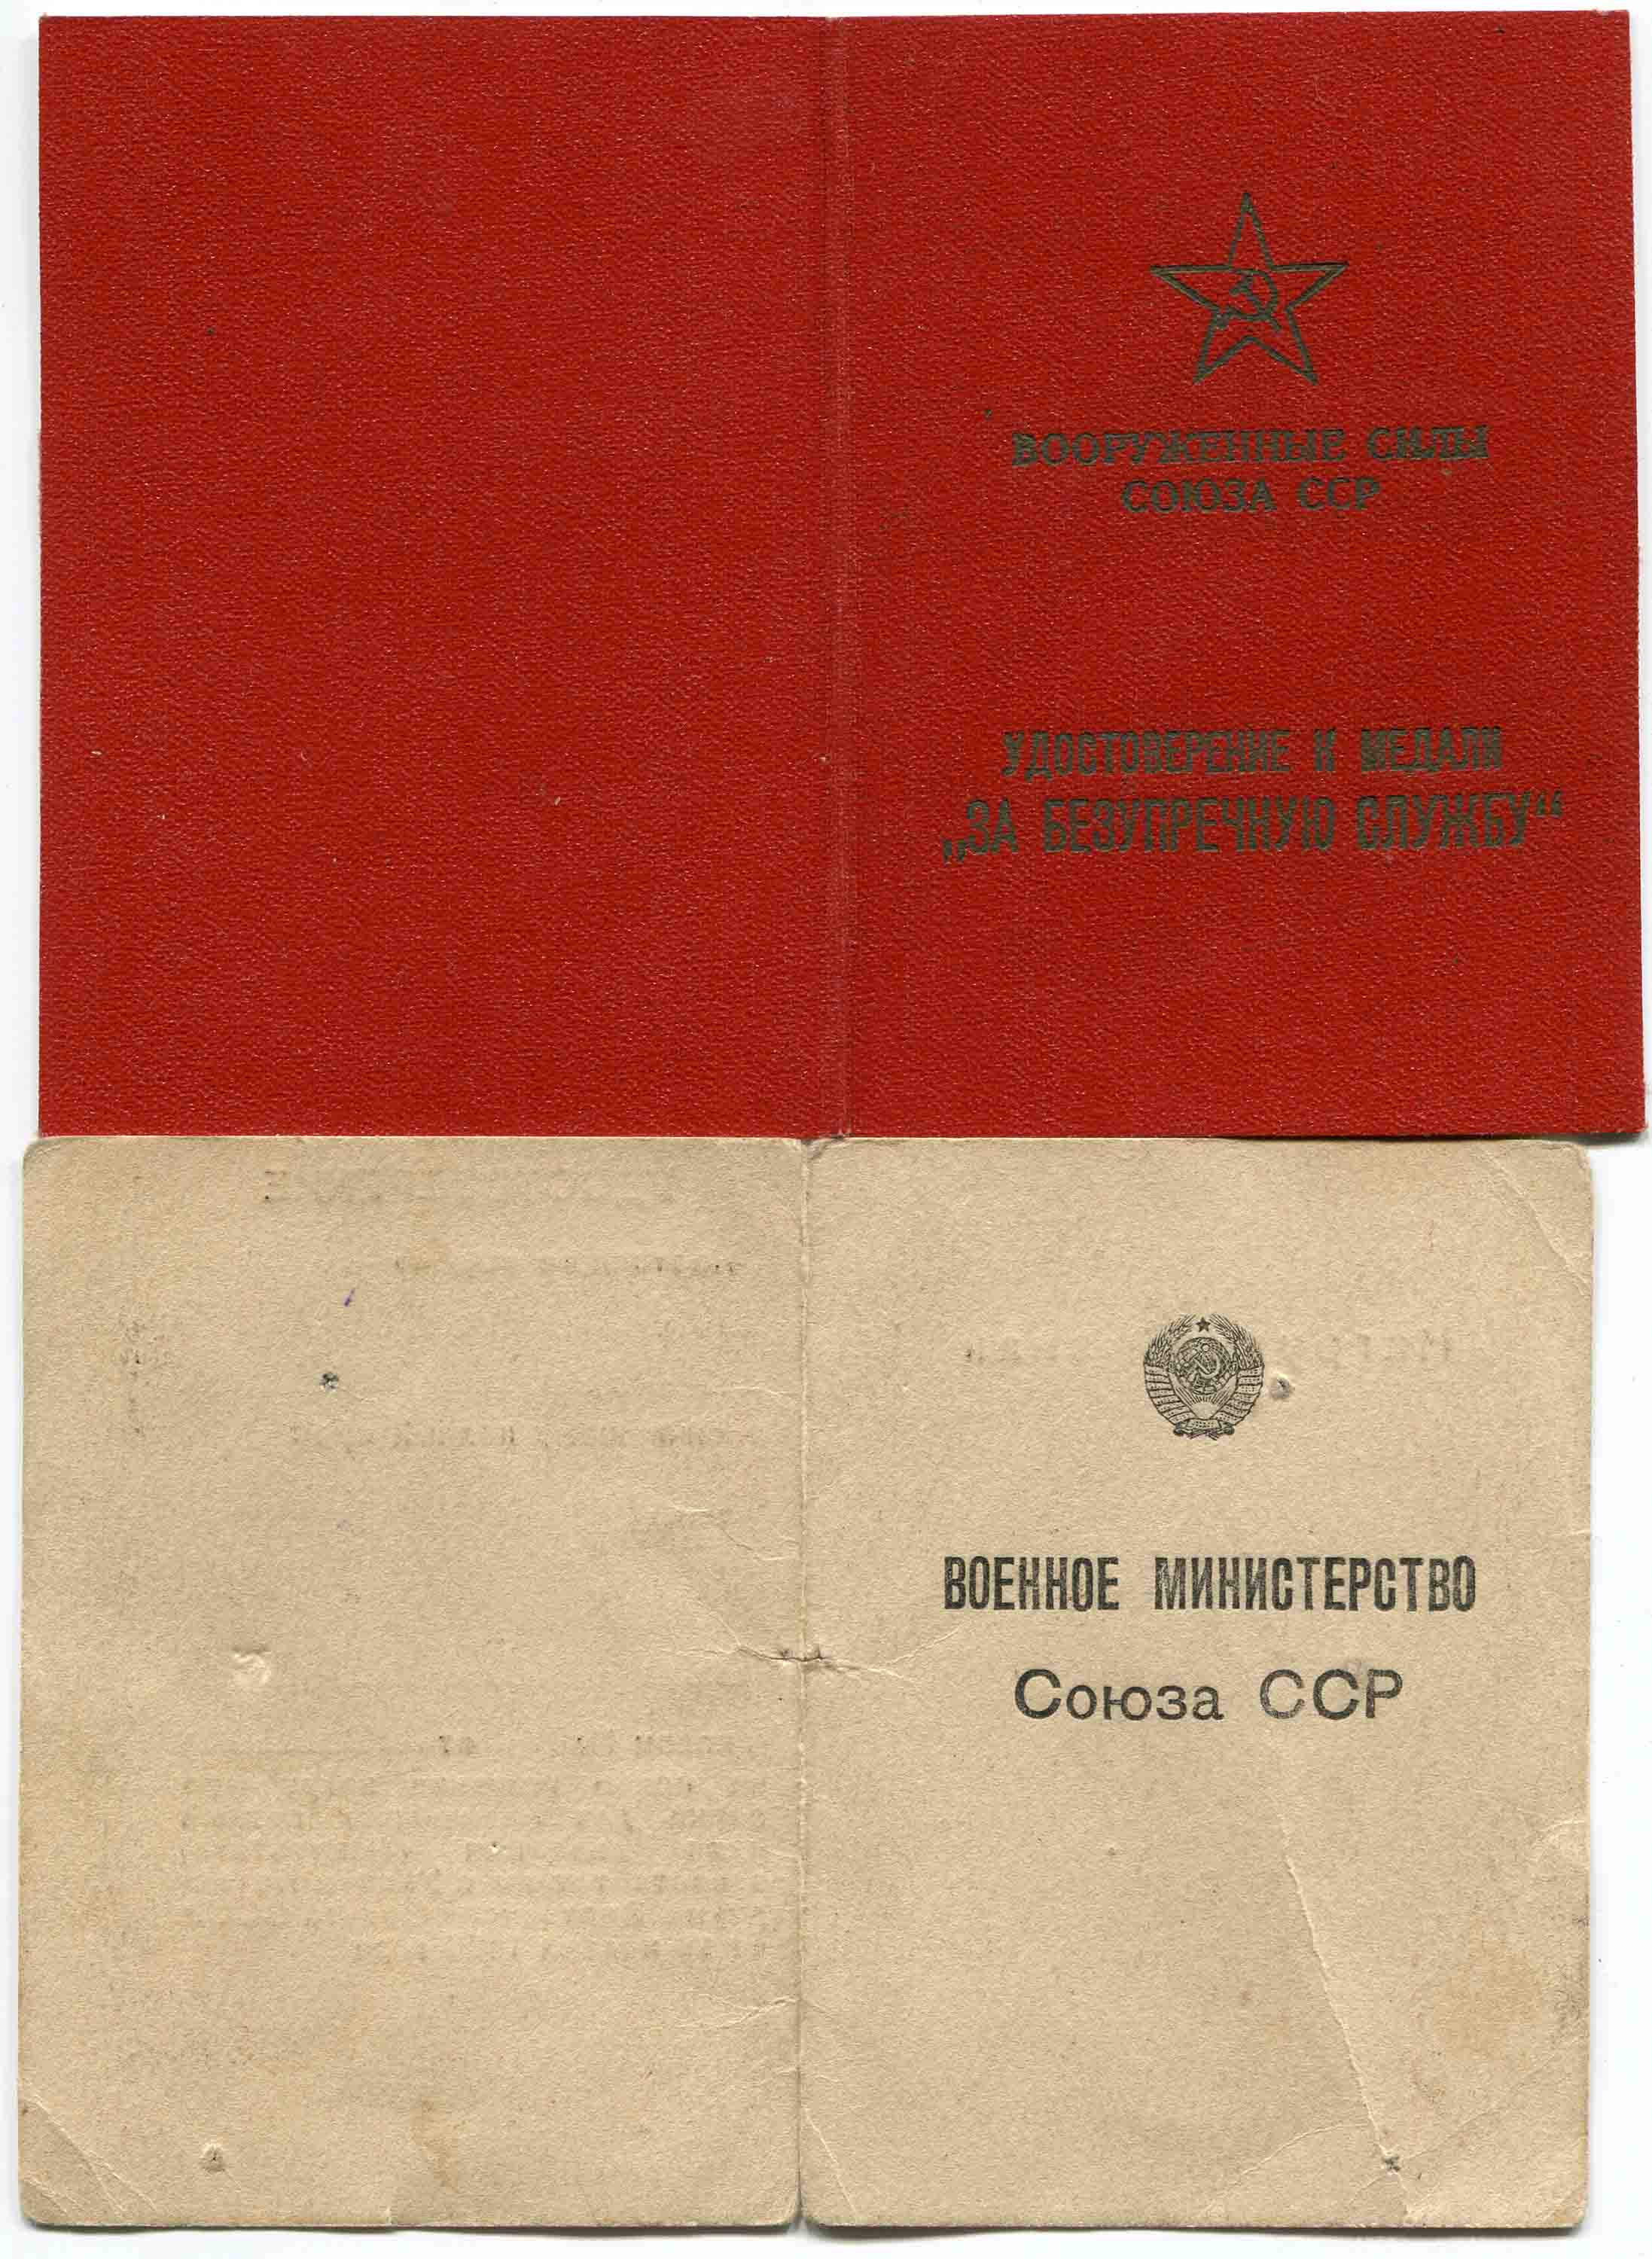 ВООРУЖЕННЫЕ СИЛЫ
СОЮЗА ССР
УДОСТОВЕРЕНИЕ К МЕДАЛИ
„ЗА БЕЗУПРЕЧНУЮ СЛУЖБУ“
ВОЕННОЕ МИНИСТЕРСТВО
Союза ССР